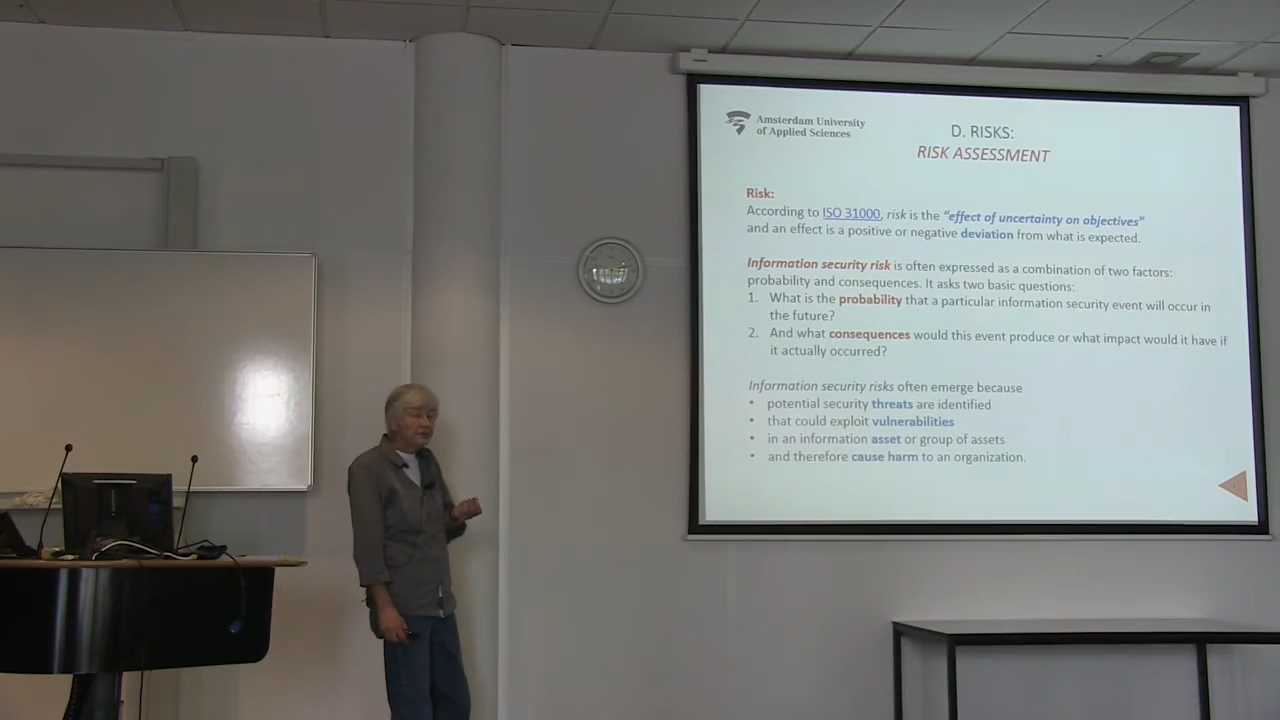 Amsterdam University
of Applied Sciences
D. RISKS:
RISK ASSESSMENT
Risk:
According to ISO 31000, risk is the “effect of uncertainty on objectives”
and an effect is a positive or negative deviation from what is expected.
Information security risk is often expressed as a combination of two factors:
probability and consequences. It asks two basic questions:
1. What is the probability that a particular information security event will occur in
the future?
2. And what consequences would this event produce or what impact would it have if
it actually occurred?
Information security risks often emerge because
• potential security threats are identified
• that could exploit vulnerabilities
• in an information asset or group of assets
• and therefore cause harm to an organization.